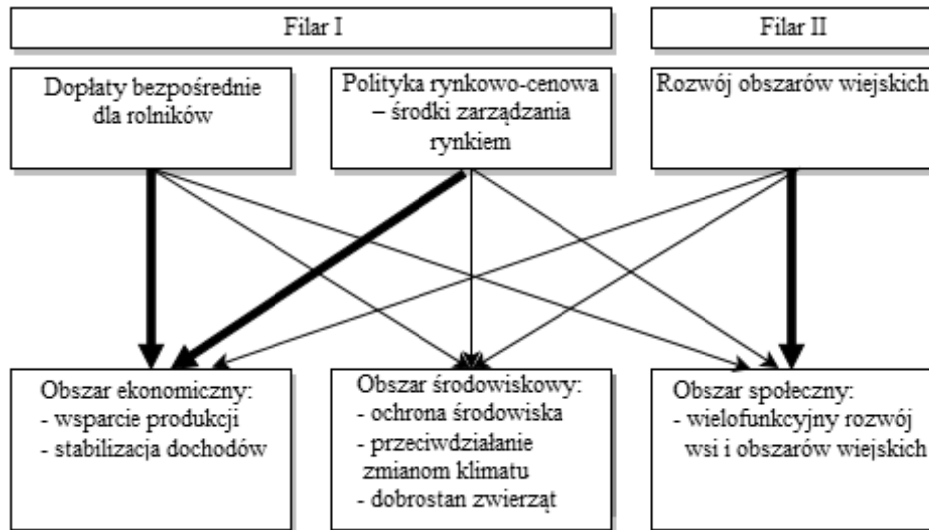 Filar I
Filar II
Dopłaty bezpośrednie
dla rolników
Polityka rynkowo-cenowa
– środki zarządzania
rynkiem
Rozwój obszarów wiejskich
Obszar ekonomiczny:
- wsparcie produkcji
- stabilizacja dochodów
Obszar środowiskowy:
- ochrona środowiska
- przeciwdziałanie
zmianom klimatu
- dobrostan zwierząt
Obszar społeczny:
- wielofunkcyjny rozwój
wsi i obszarów wiejskich